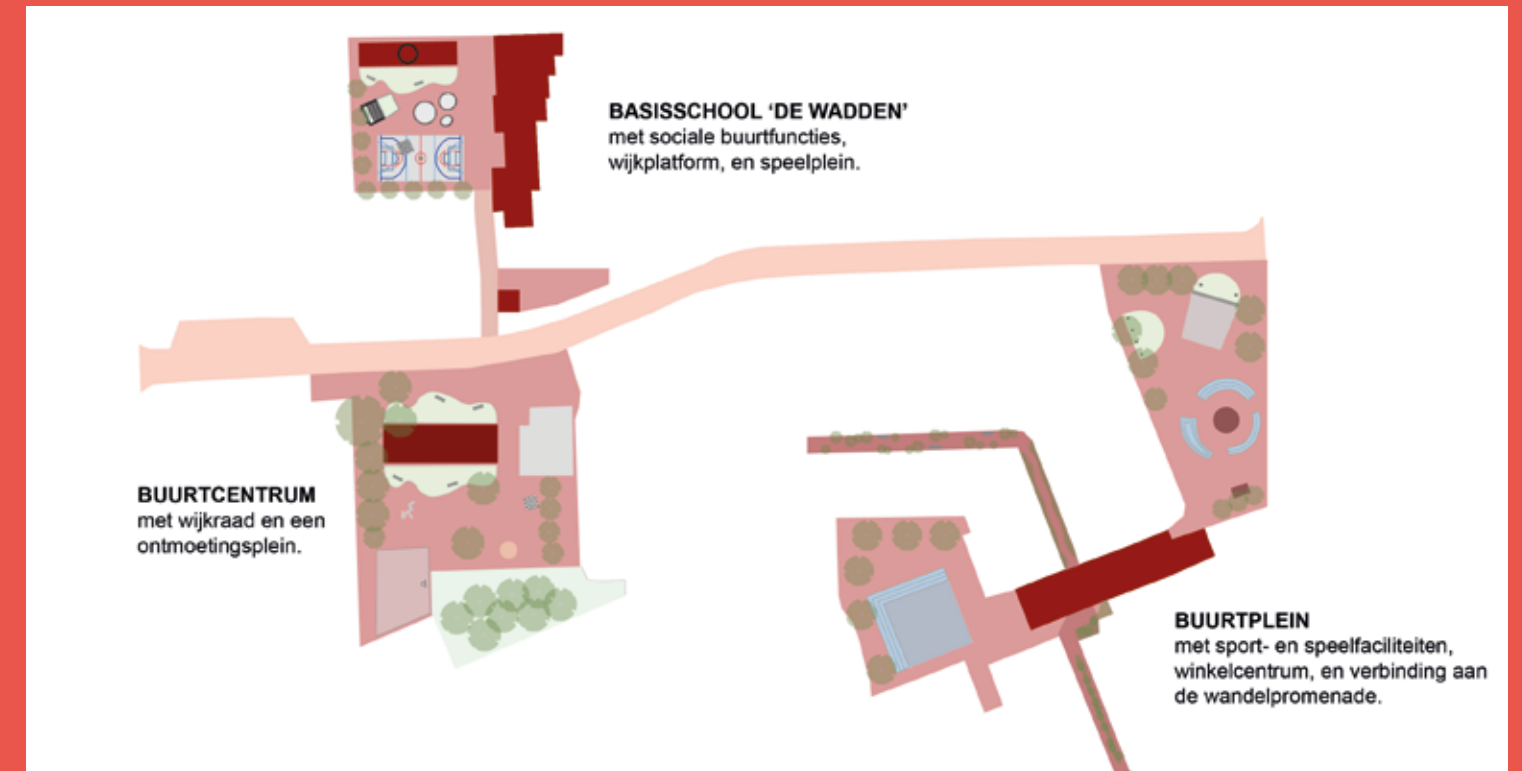 BASISSCHOOL ‘DE WADDEN’
met sociale buurtfuncties,
wijkplatform, en speelplein.
BUURTCENTRUM
met wijkraad en een
ontmoetingsplein.
BUURTPLEIN
met sport- en speelfaciliteiten,
winkelcentrum, en verbinding aan
de wandelpromenade.